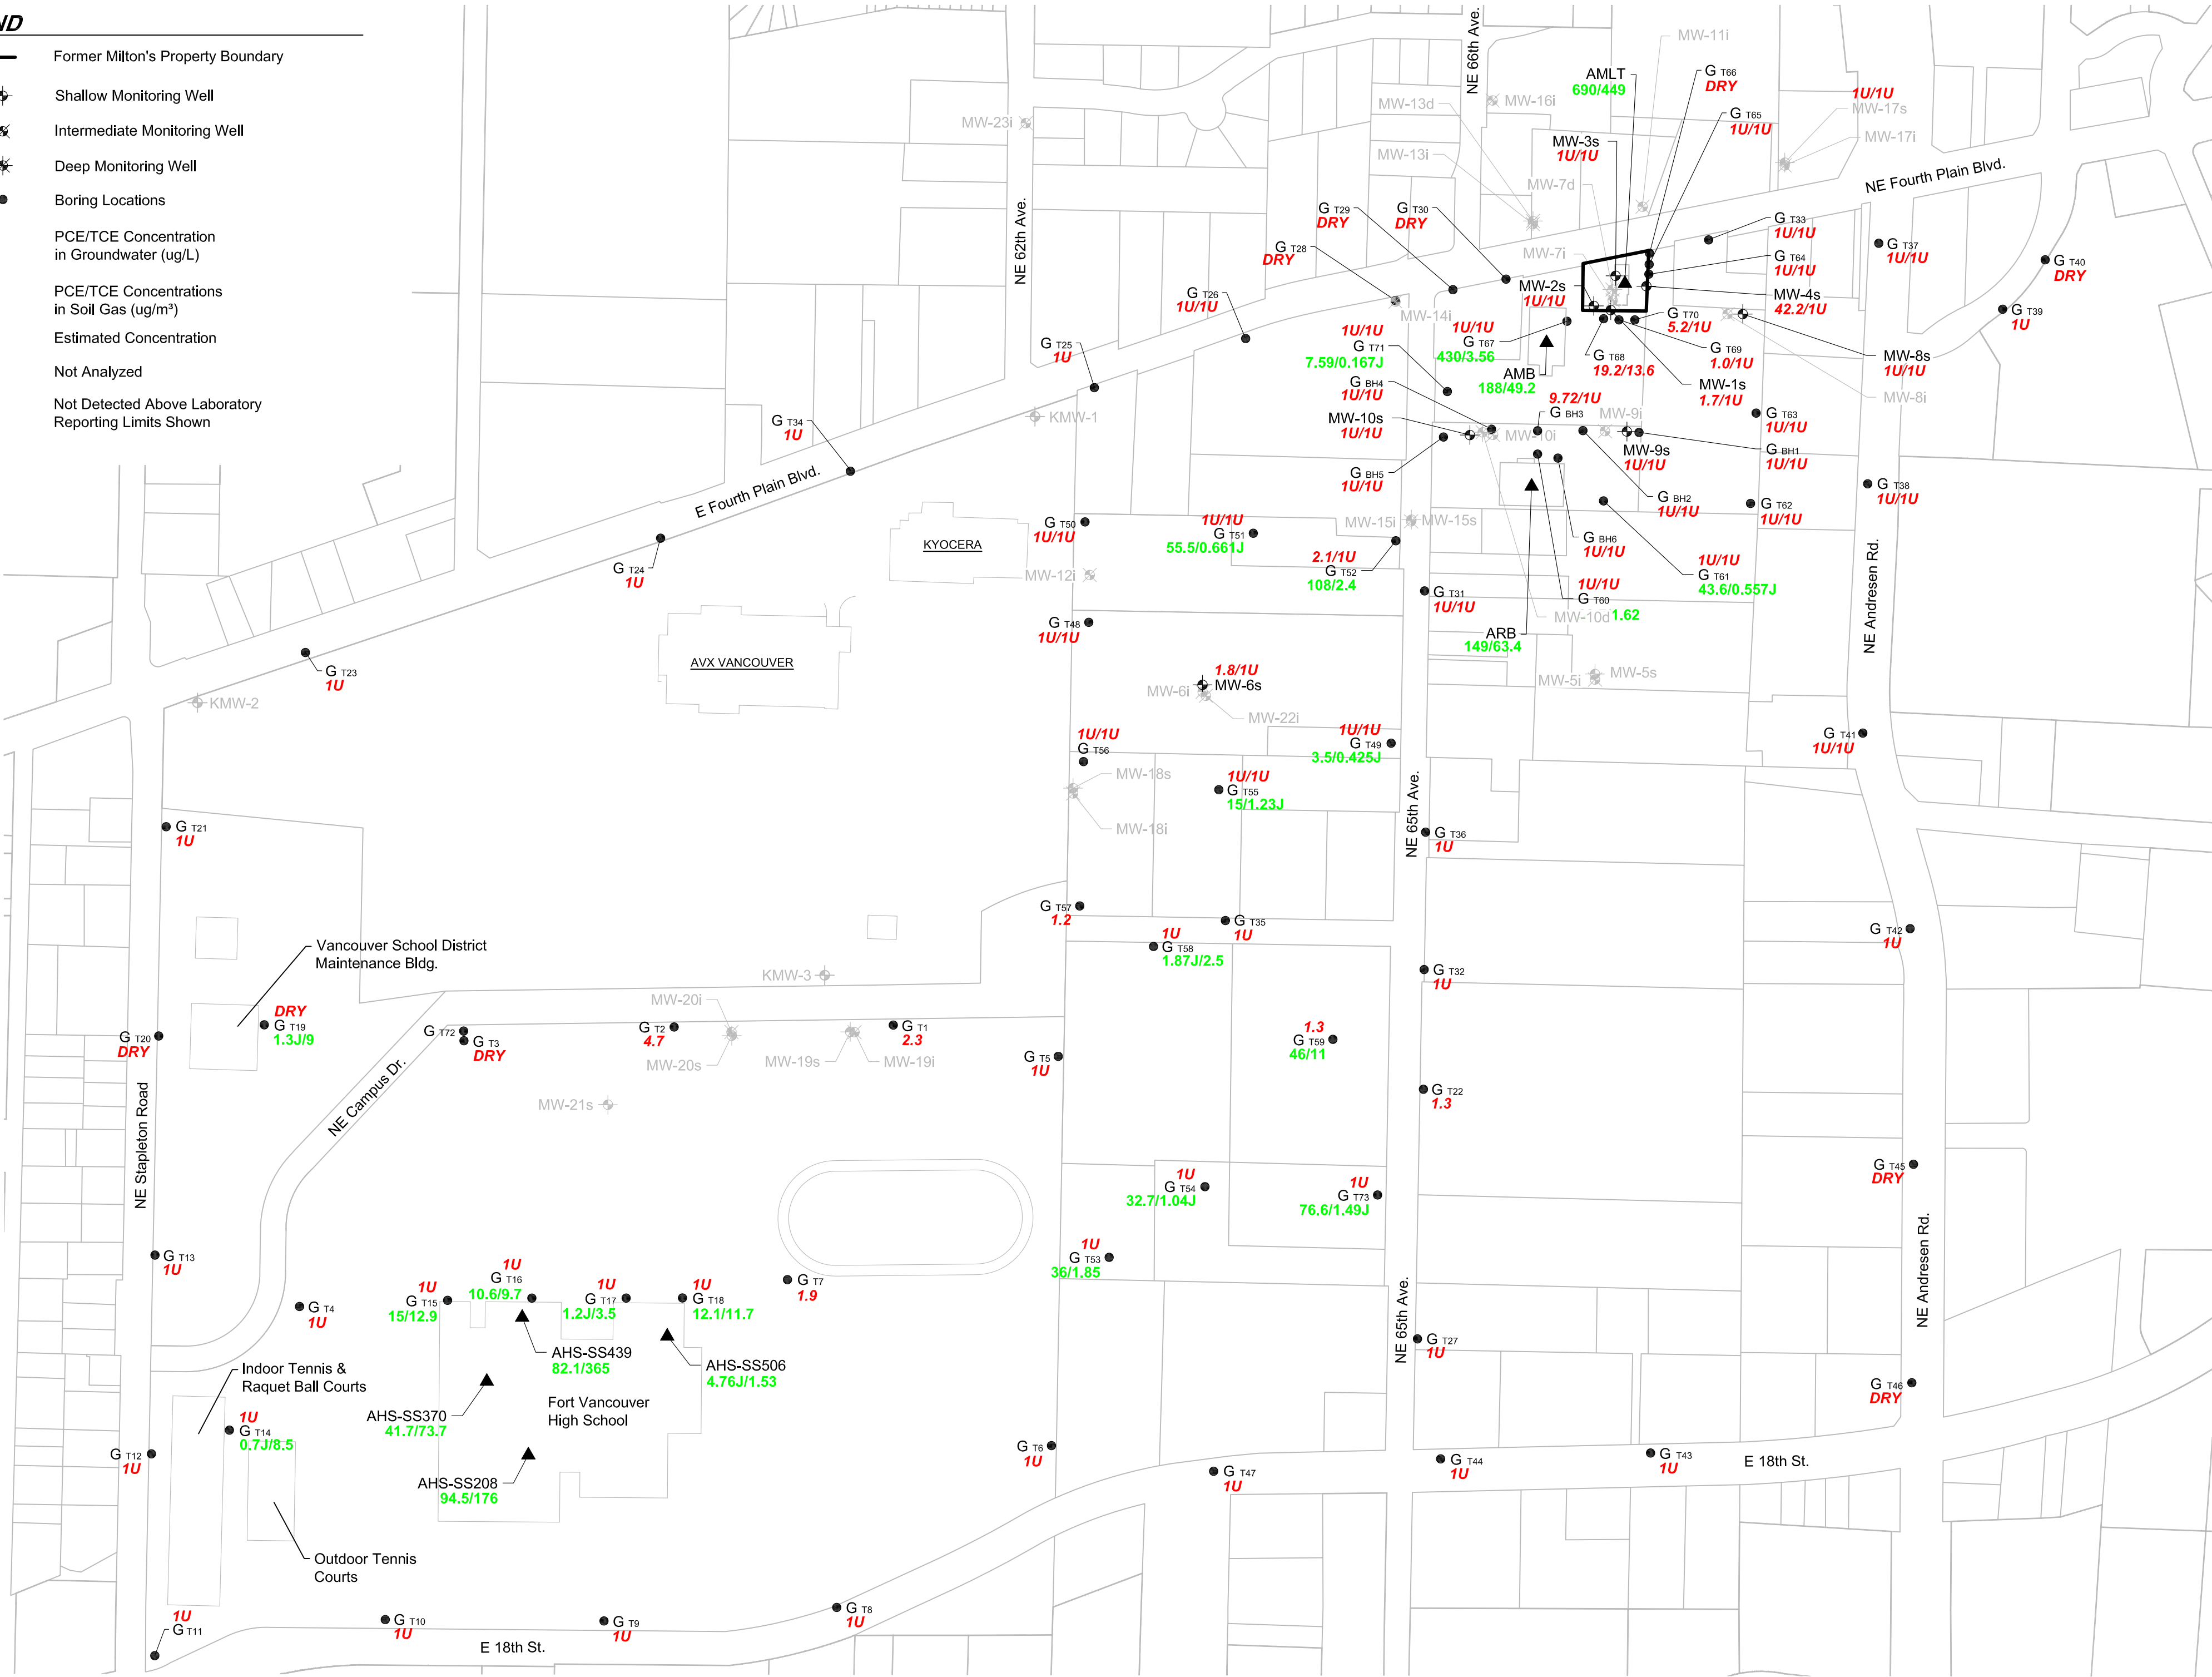 ND
Former Milton's Property Boundary
Shallow Monitoring Well
Intermediate Monitoring Well
Deep Monitoring Well
Boring Locations
PCE/TCE Concentration
in Groundwater (ug/L)
PCE/TCE Concentrations
in Soil Gas (ug/m³)
Estimated Concentration
Not Analyzed
Not Detected Above Laboratory
Reporting Limits Shown
NE 66th Ave.
NE 62th Ave.
NE Fourth Plain Blvd.
E Fourth Plain Blvd.
MW-11i
AMLT
690/449
G T66
DRY
G T65
1U/1U
1U/1U
MW-17s
MW-17i
MW-16i
MW-13d
MW-23i
MW-13i
MW-3s
1U/1U
MW-7d
G T29
DRY
G T30
DRY
G T28
DRY
MW-7i
G T33
1U/1U
G T37
1U/1U
G T64
1U/1U
G T40
DRY
G T26
1U/1U
MW-2s
1U/1U
MW-4s
42.2/1U
G T39
1U
MW-14i
G T70
5.2/1U
1U/1U
G T71
7.59/0.167J
1U/1U
G T67
430/3.56
G T69
1.0/1U
G T68
19.2/13.6
MW-8s
1U/1U
G T25
1U
AMB
188/49.2
MW-1s
1.7/1U
MW-8i
G BH4
1U/1U
9.72/1U
G BH3
MW-9i
G T63
1U/1U
KMW-1
G T34
1U
MW-10s
1U/1U
MW-10i
MW-9s
1U/1U
G BH1
1U/1U
G BH5
1U/1U
G T38
1U/1U
G BH2
1U/1U
G T62
1U/1U
G T50
1U/1U
1U/1U
G T51
55.5/0.661J
MW-15i
MW-15s
KYOCERA
G BH6
1U/1U
2.1/1U
G T52
108/2.4
1U/1U
G T61
43.6/0.557J
G T24
1U
MW-12i
G T31
1U/1U
1U/1U
G T60
1.62
MW-10d
NE Andresen Rd.
G T48
1U/1U
ARB
149/63.4
AVX VANCOUVER
G T23
1U
KMW-2
1.8/1U
MW-6s
MW-6i
MW-22i
MW-5i
MW-5s
1U/1U
G T56
1U/1U
G T49
3.5/0.425J
G T41
1U/1U
MW-18s
1U/1U
G T55
15/1.23J
MW-18i
NE 65th Ave.
G T21
1U
G T36
1U
G T57
1.2
G T35
1U
G T42
1U
Vancouver School District
Maintenance Bldg.
1U
G T58
1.87J/2.5
KMW-3
G T32
1U
MW-20i
DRY
G T19
1.3J/9
G T20
DRY
G T72
G T3
DRY
G T2
4.7
G T1
2.3
MW-20s
MW-19s
MW-19i
G T5
1U
1.3
G T59
46/11
NE Stapleton Road
NE Campus Dr.
MW-21s
G T22
1.3
1U
G T54
32.7/1.04J
1U
G T73
76.6/1.49J
G T45
DRY
G T13
1U
1U
G T53
36/1.85
NE 65th Ave.
NE Andresen Rd.
G T4
1U
1U
G T15
15/12.9
1U
G T16
10.6/9.7
1U
G T17
1.2J/3.5
1U
G T18
12.1/11.7
G T7
1.9
G T27
1U
AHS-SS439
82.1/365
AHS-SS506
4.76J/1.53
Indoor Tennis &
Raquet Ball Courts
G T46
DRY
Fort Vancouver
High School
AHS-SS370
41.7/73.7
1U
G T14
0.7J/8.5
G T12
1U
G T6
1U
G T47
1U
G T44
1U
G T43
1U
E 18th St.
AHS-SS208
94.5/176
Outdoor Tennis
Courts
1U
G T11
G T10
1U
G T9
1U
G T8
1U
E 18th St.